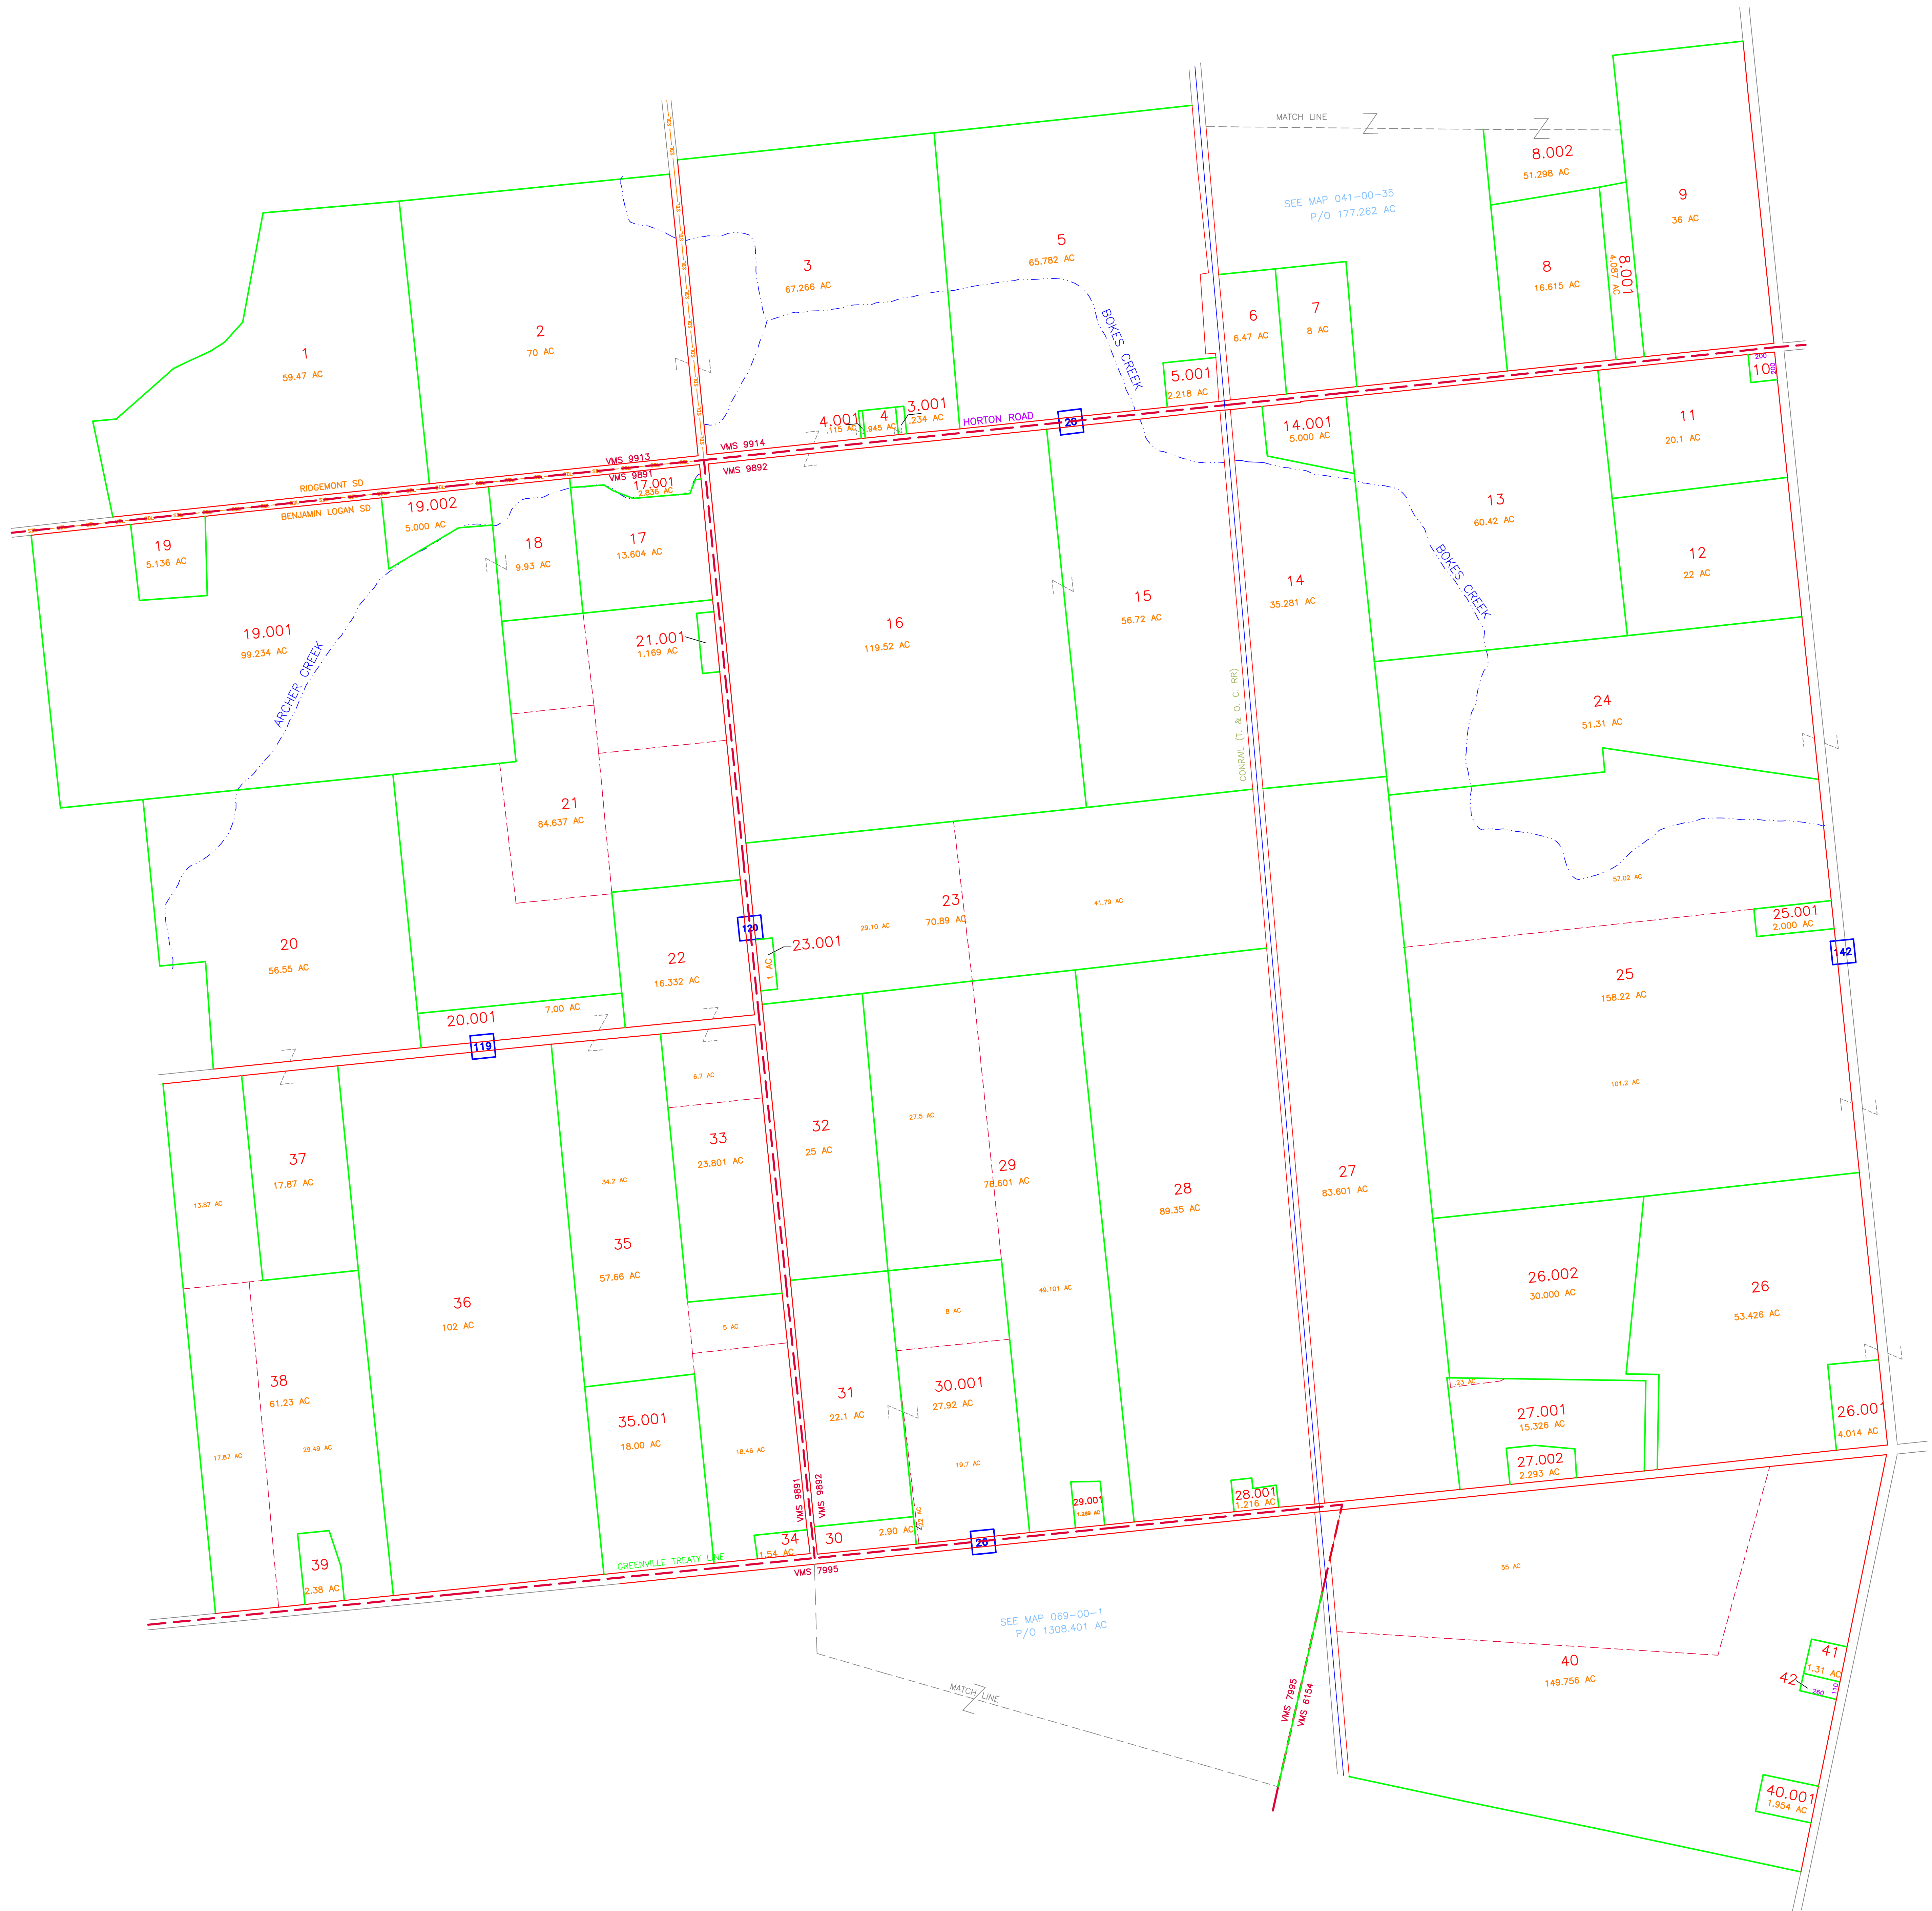 MATCH LINE
8.002
51.298 AC
SEE MAP 041-00-35
P/O 177.262 AC
9
36 AC
5
65.782 AC
3
67.266 AC
8
16.615 AC
8.001
4.087 AC
BOKES CREEK
6
6.47 AC
7
8 AC
2
70 AC
1
59.47 AC
5.001
2.218 AC
200
10
200
4.001
.115 AC
4
.945 AC
3.001
.234 AC
HORTON ROAD
20
14.001
5.000 AC
11
20.1 AC
VMS 9914
VMS 9892
VMS 9913
VMS 9891
RIDGEMONT SD
BENJAMIN LOGAN SD
17.001
2.836 AC
19.002
5.000 AC
13
60.42 AC
19
5.136 AC
18
9.93 AC
17
13.604 AC
12
22 AC
BOKES CREEK
14
35.281 AC
15
56.72 AC
16
119.52 AC
19.001
99.234 AC
21.001
1.169 AC
ARCHER CREEK
CONRAIL (T. & O. C. RR)
24
51.31 AC
21
84.637 AC
57.02 AC
23
70.89 AC
41.79 AC
29.10 AC
25.001
2.000 AC
120
23.001
1 AC
142
20
56.55 AC
22
16.332 AC
25
158.22 AC
20.001
7.00 AC
119
6.7 AC
101.2 AC
27.5 AC
32
25 AC
33
23.801 AC
37
17.87 AC
34.2 AC
13.87 AC
29
76.601 AC
28
89.35 AC
27
83.601 AC
35
57.66 AC
26.002
30.000 AC
26
53.426 AC
36
102 AC
49.101 AC
8 AC
5 AC
38
61.23 AC
31
22.1 AC
30.001
27.92 AC
.23 AC
27.001
15.326 AC
26.001
4.014 AC
35.001
18.00 AC
29.49 AC
17.87 AC
18.46 AC
19.7 AC
27.002
2.293 AC
VMS 9891
VMS 9892
28.001
1.216 AC
29.001
1.269 AC
.22 AC
2.90 AC
30
34
1.54 AC
20
GREENVILLE TREATY LINE
VMS 7995
39
2.38 AC
55 AC
SEE MAP 069-00-1
P/O 1308.401 AC
41
1.31 AC
42
260
110
40
149.756 AC
MATCH LINE
VMS 7995
VMS 6154
40.001
1.954 AC